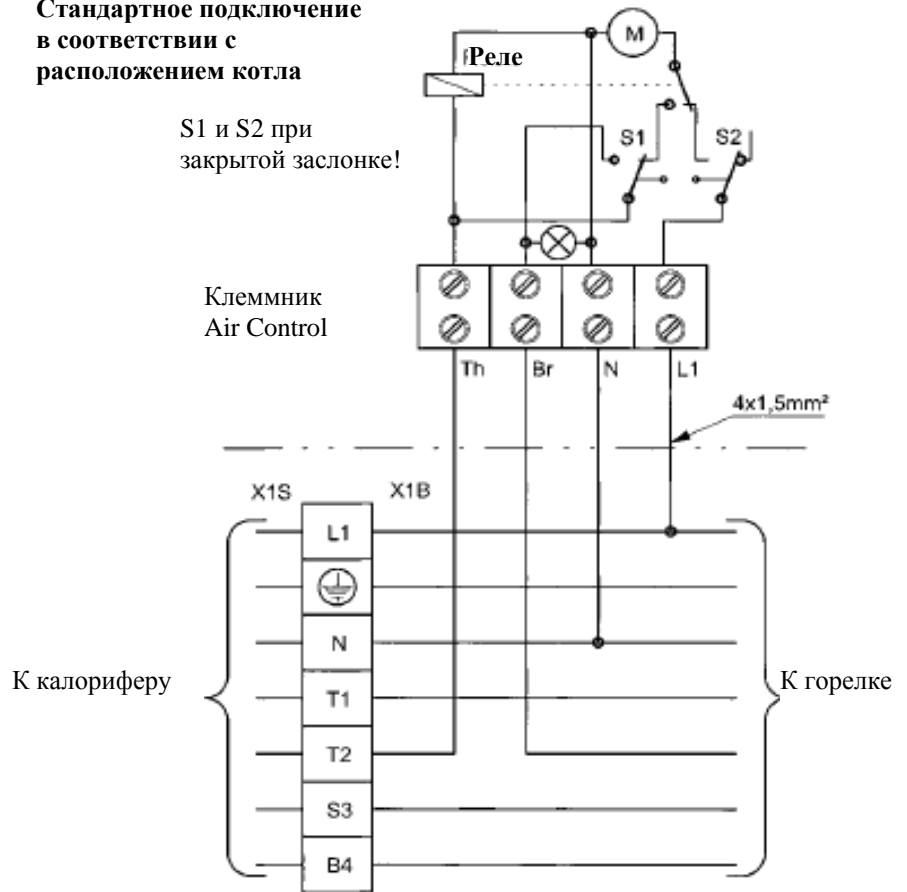 Стандартное подключение
в соответствии с
расположением котла
Реле
M
S1 и S2 при
закрытой заслонке!
S1
S2
Клеммник
Air Control
Th Br N L1
4x1,5mm²
X1S X1B
L1
N
К калориферу
К горелке
T1
T2
S3
B4